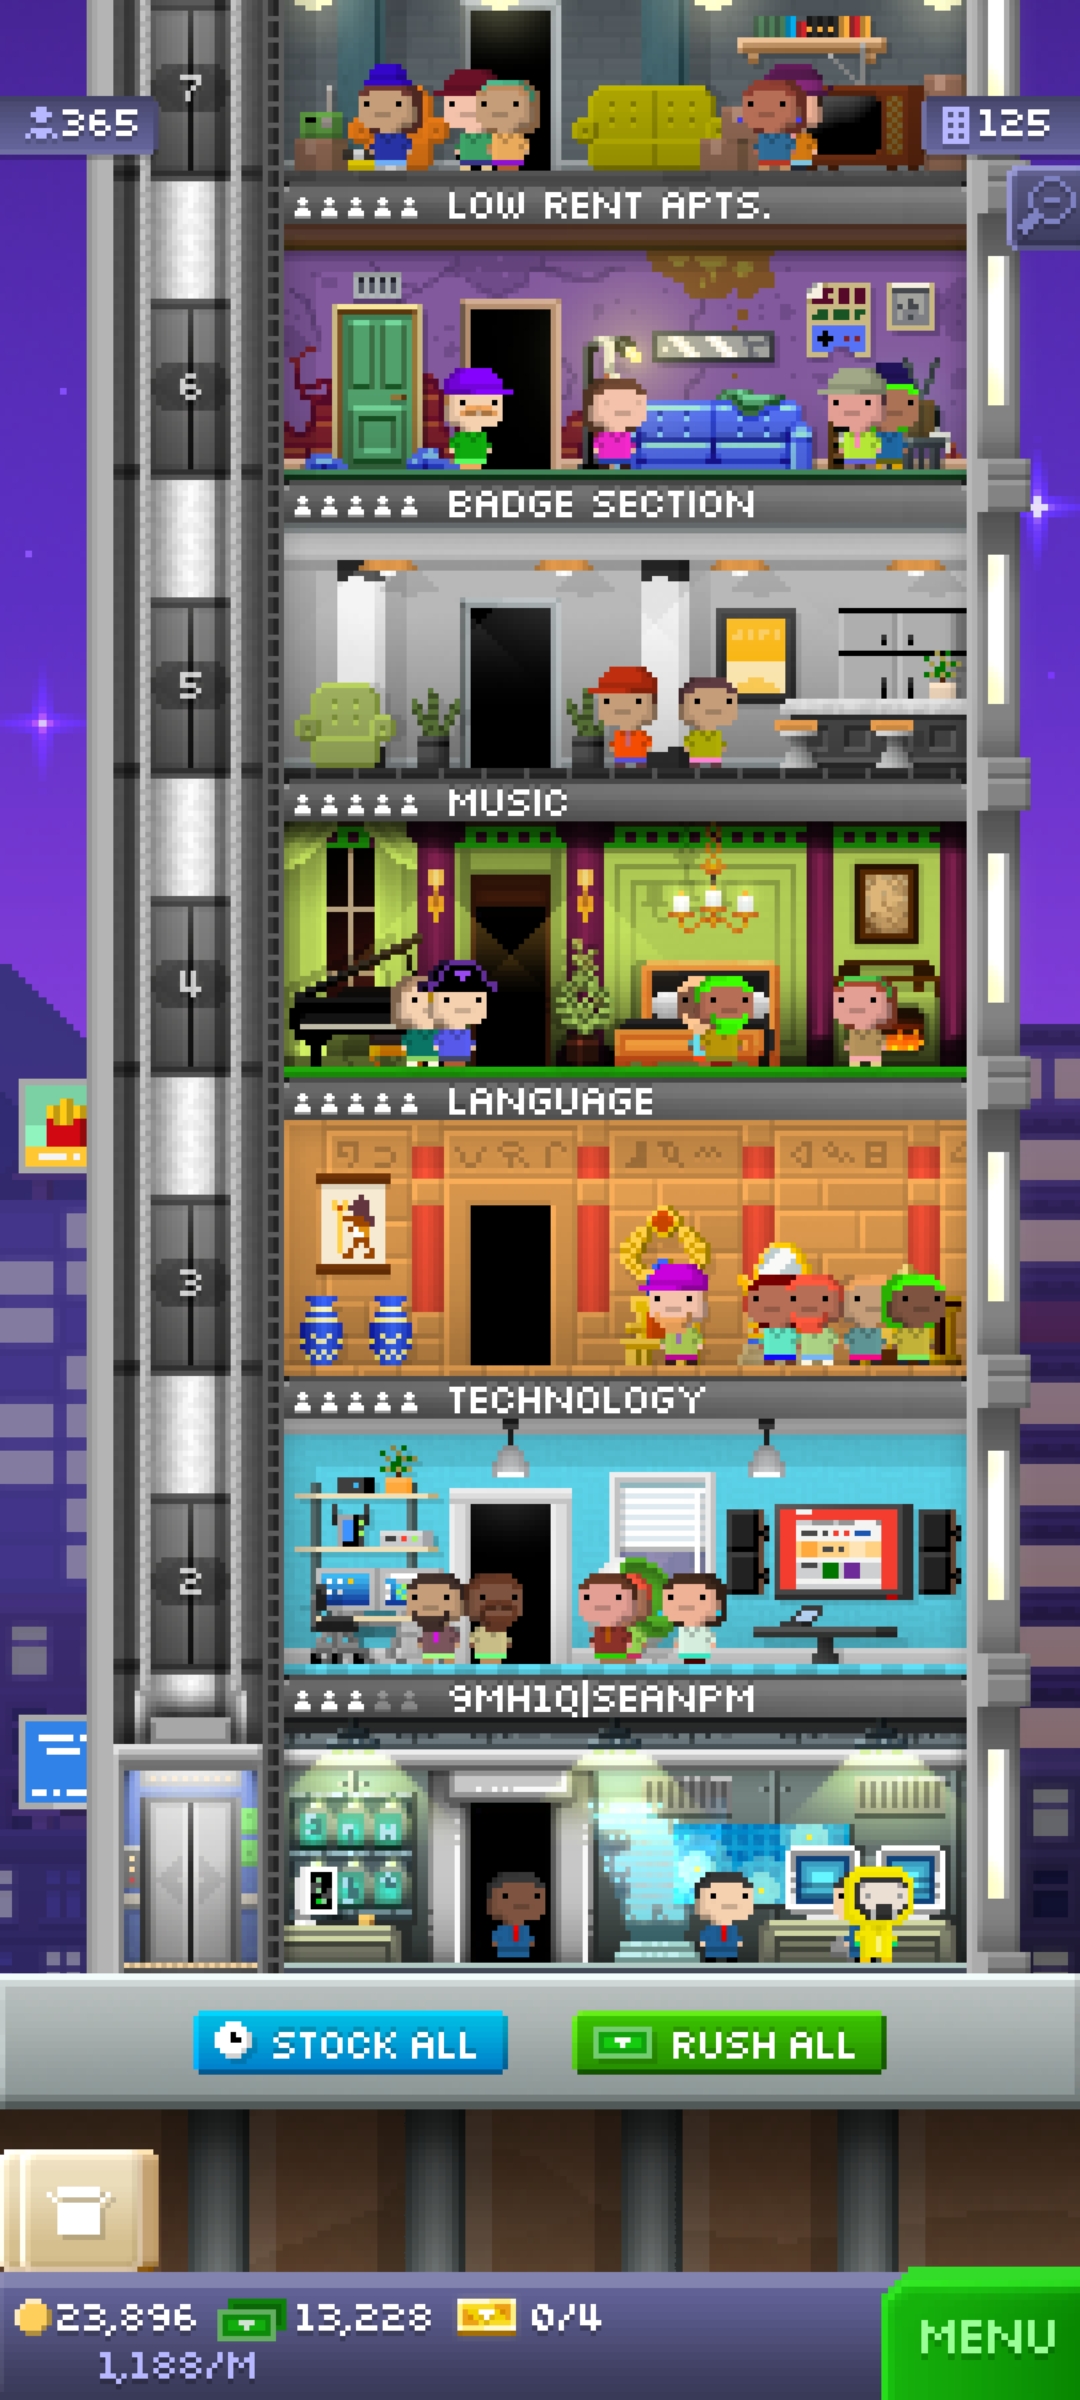 7
365
125
LOW RENT APTS.
6
BADGE SECTION
5
MUSIC
4
LANGUAGE
3
TECHNOLOGY
2
9MH1Q|SEANPM
STOCK ALL
RUSH ALL
23,896
13,228
0/4
1,188/M
MENU